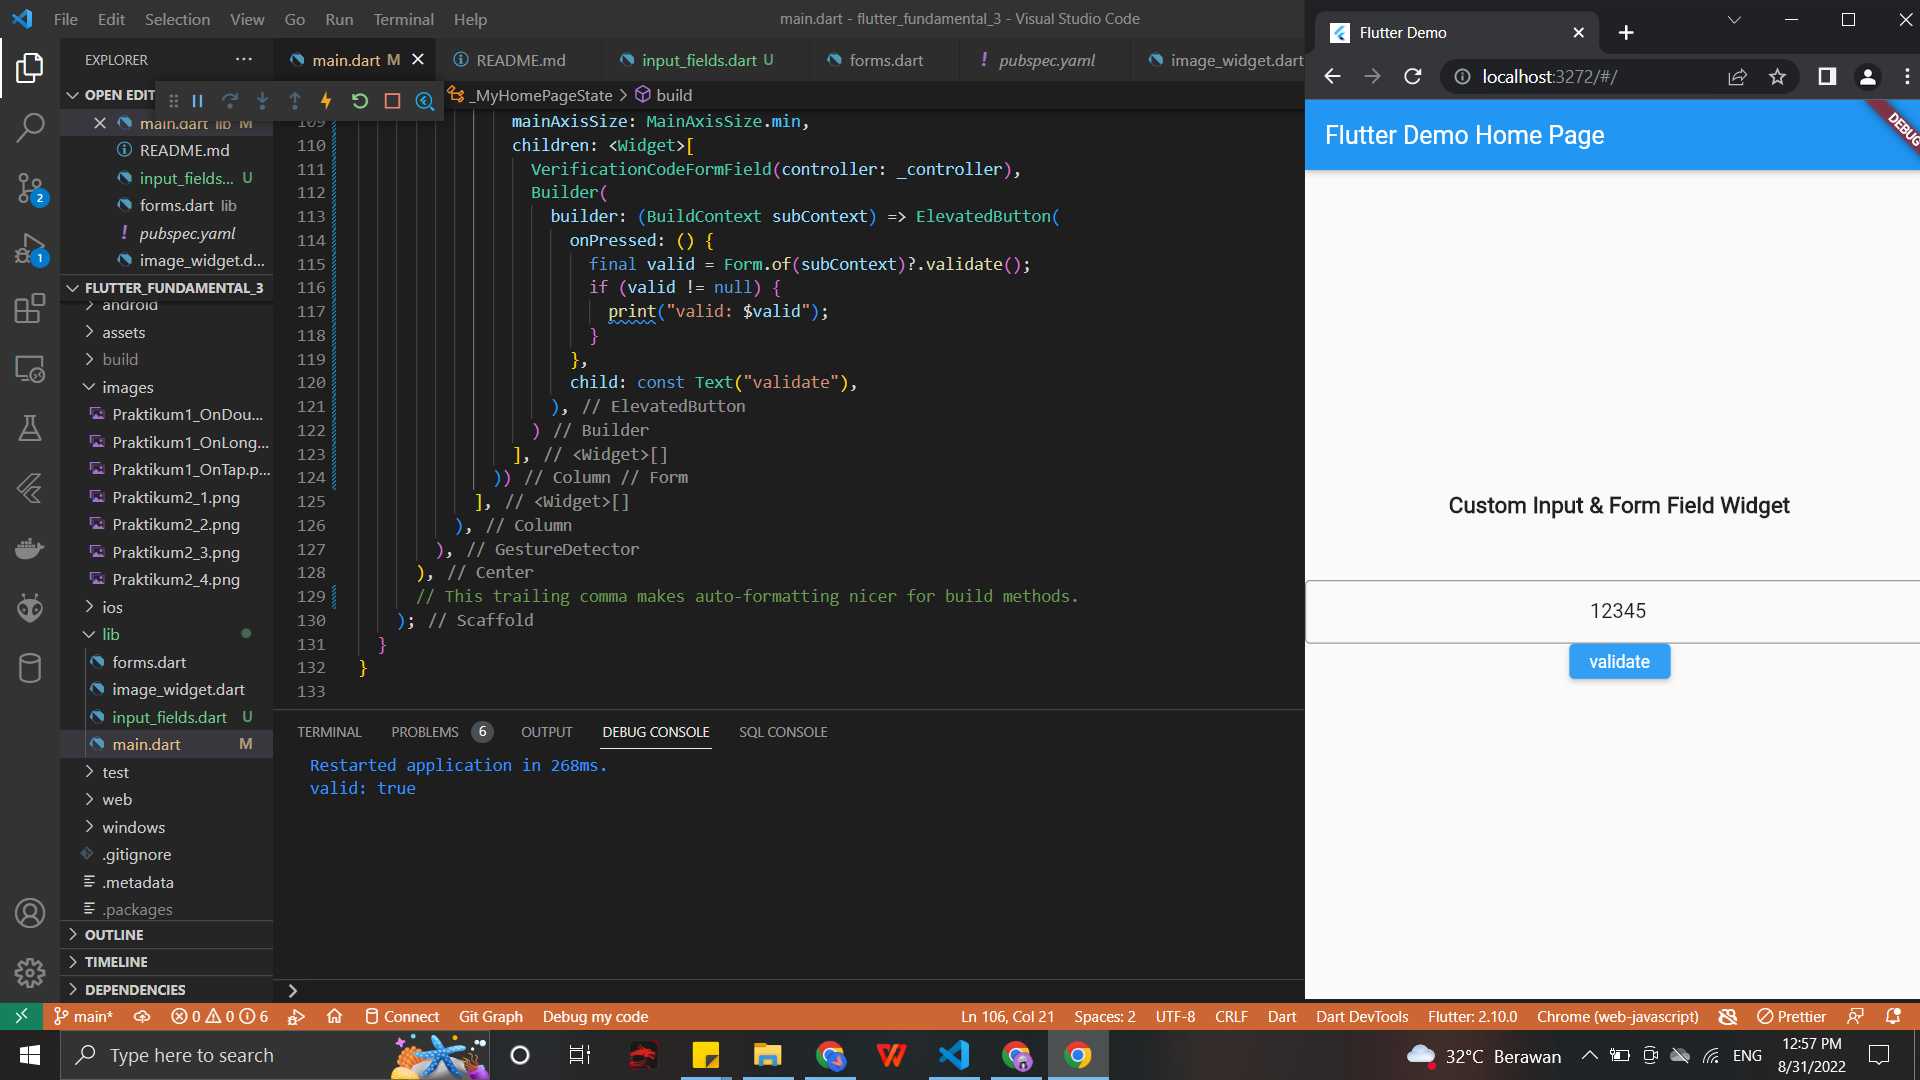 File Edit Selection View Go Run Terminal Help
main.dart - flutter_fundamental_3 - Visual Studio Code
EXPLORER
OPEN EDIT
main.dart lib M
README.md
input_fields... U
forms.dart lib
pubspec.yaml
image_widget.d...
FLUTTER_FUNDAMENTAL_3
android
assets
build
images
Praktikum1_OnDou...
Praktikum1_OnLong...
Praktikum1_OnTap.p...
Praktikum2_1.png
Praktikum2_2.png
Praktikum2_3.png
Praktikum2_4.png
ios
lib
forms.dart
image_widget.dart
input_fields.dart U
main.dart M
test
web
windows
.gitignore
.metadata
.packages
OUTLINE
TIMELINE
DEPENDENCIES
2
1
main.dart M README.md input_fields.dart U forms.dart pubspec.yaml image_widget.dart
_MyHomePageState > build
109 mainAxisSize: MainAxisSize.min,
110 children: <Widget>[
111 VerificationCodeFormField(controller: _controller),
112 Builder(
113 builder: (BuildContext subContext) => ElevatedButton(
114 onPressed: () {
115 final valid = Form.of(subContext)?.validate();
116 if (valid != null) {
117 print("valid: $valid");
118 }
119 },
120 child: const Text("validate"),
121 ), // ElevatedButton
122 ) // Builder
123 ], // <Widget>[]
124 )) // Column // Form
125 ], // <Widget>[]
126 ), // Column
127 ), // GestureDetector
128 ), // Center
129 // This trailing comma makes auto-formatting nicer for build methods.
130 ); // Scaffold
131 }
132 }
133
TERMINAL PROBLEMS 6 OUTPUT DEBUG CONSOLE SQL CONSOLE
Restarted application in 268ms.
valid: true
Flutter Demo
localhost:3272/#/
Flutter Demo Home Page
DEBUG
Custom Input & Form Field Widget
12345
validate
main* 0 0 6 Connect Git Graph Debug my code Ln 106, Col 21 Spaces: 2 UTF-8 CRLF Dart Dart DevTools Flutter: 2.10.0 Chrome (web-javascript) Prettier
Type here to search
32°C Berawan
ENG
12:57 PM
8/31/2022